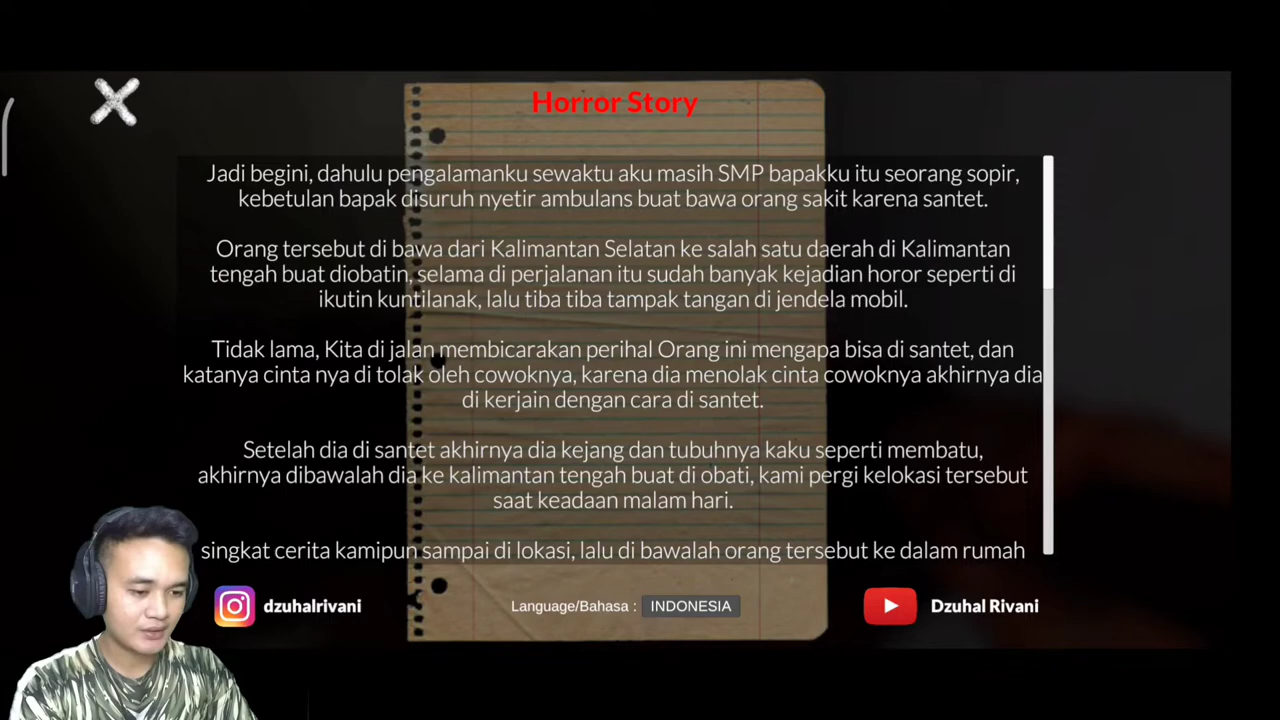 Horror Story
Jadi begini, dahulu pengalamanku sewaktu aku masih SMP bapakku itu seorang sopir,
kebetulan bapak disuruh nyetir ambulans buat bawa orang sakit karena santet.
Orang tersebut di bawa dari Kalimantan Selatan ke salah satu daerah di Kalimantan
tengah buat diobatin, selama di perjalanan itu sudah banyak kejadian horor seperti di
ikutin kuntilanak, lalu tiba tiba tampak tangan di jendela mobil.
Tidak lama, Kita di jalan membicarakan perihal Orang ini mengapa bisa di santet, dan
katanya cinta nya di tolak oleh cowoknya, karena dia menolak cinta cowoknya akhirnya dia
di kerjain dengan cara di santet.
Setelah dia di santet akhirnya dia kejang dan tubuhnya kaku seperti membatu,
akhirnya dibawalah dia ke kalimantan tengah buat di obati, kami pergi kelokasi tersebut
saat keadaan malam hari.
singkat cerita kamipun sampai di lokasi, lalu di bawalah orang tersebut ke dalam rumah
dzuhalrivani
Language/Bahasa : INDONESIA
Dzuhal Rivani